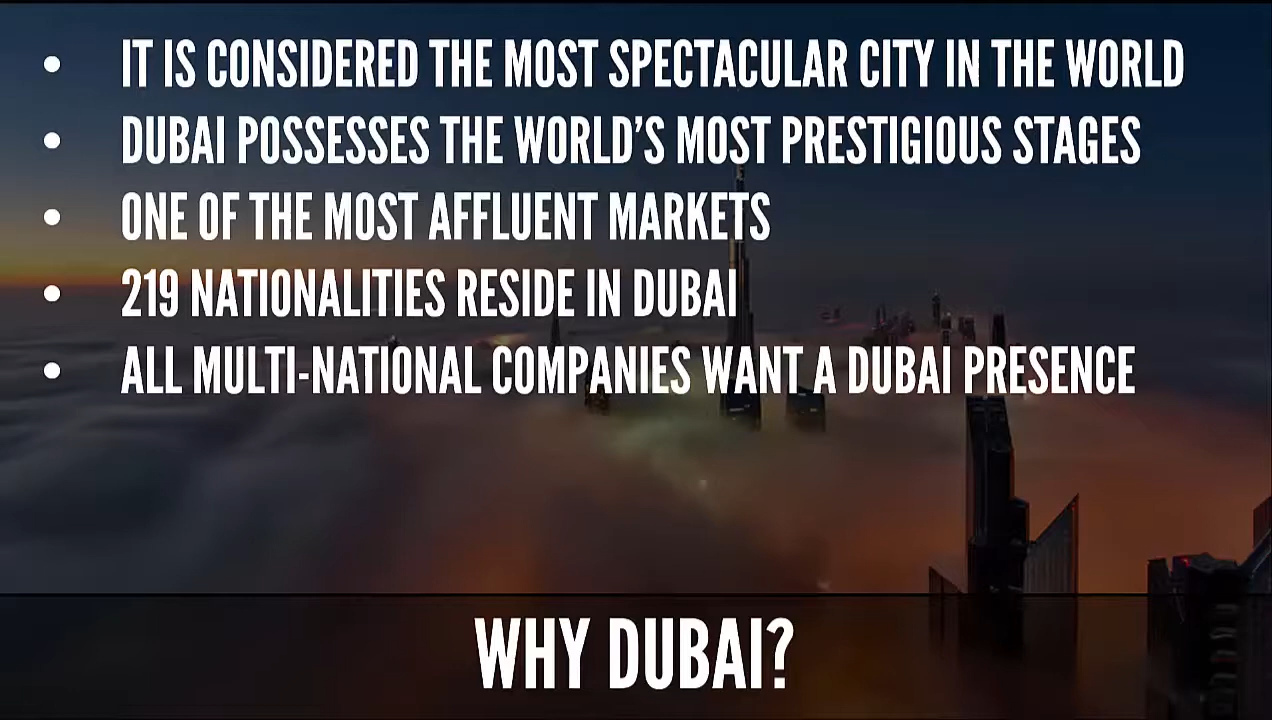 • IT IS CONSIDERED THE MOST SPECTACULAR CITY IN THE WORLD
• DUBAI POSSESSES THE WORLD’S MOST PRESTIGIOUS STAGES
• ONE OF THE MOST AFFLUENT MARKETS
• 219 NATIONALITIES RESIDE IN DUBAI
• ALL MULTI-NATIONAL COMPANIES WANT A DUBAI PRESENCE
WHY DUBAI?